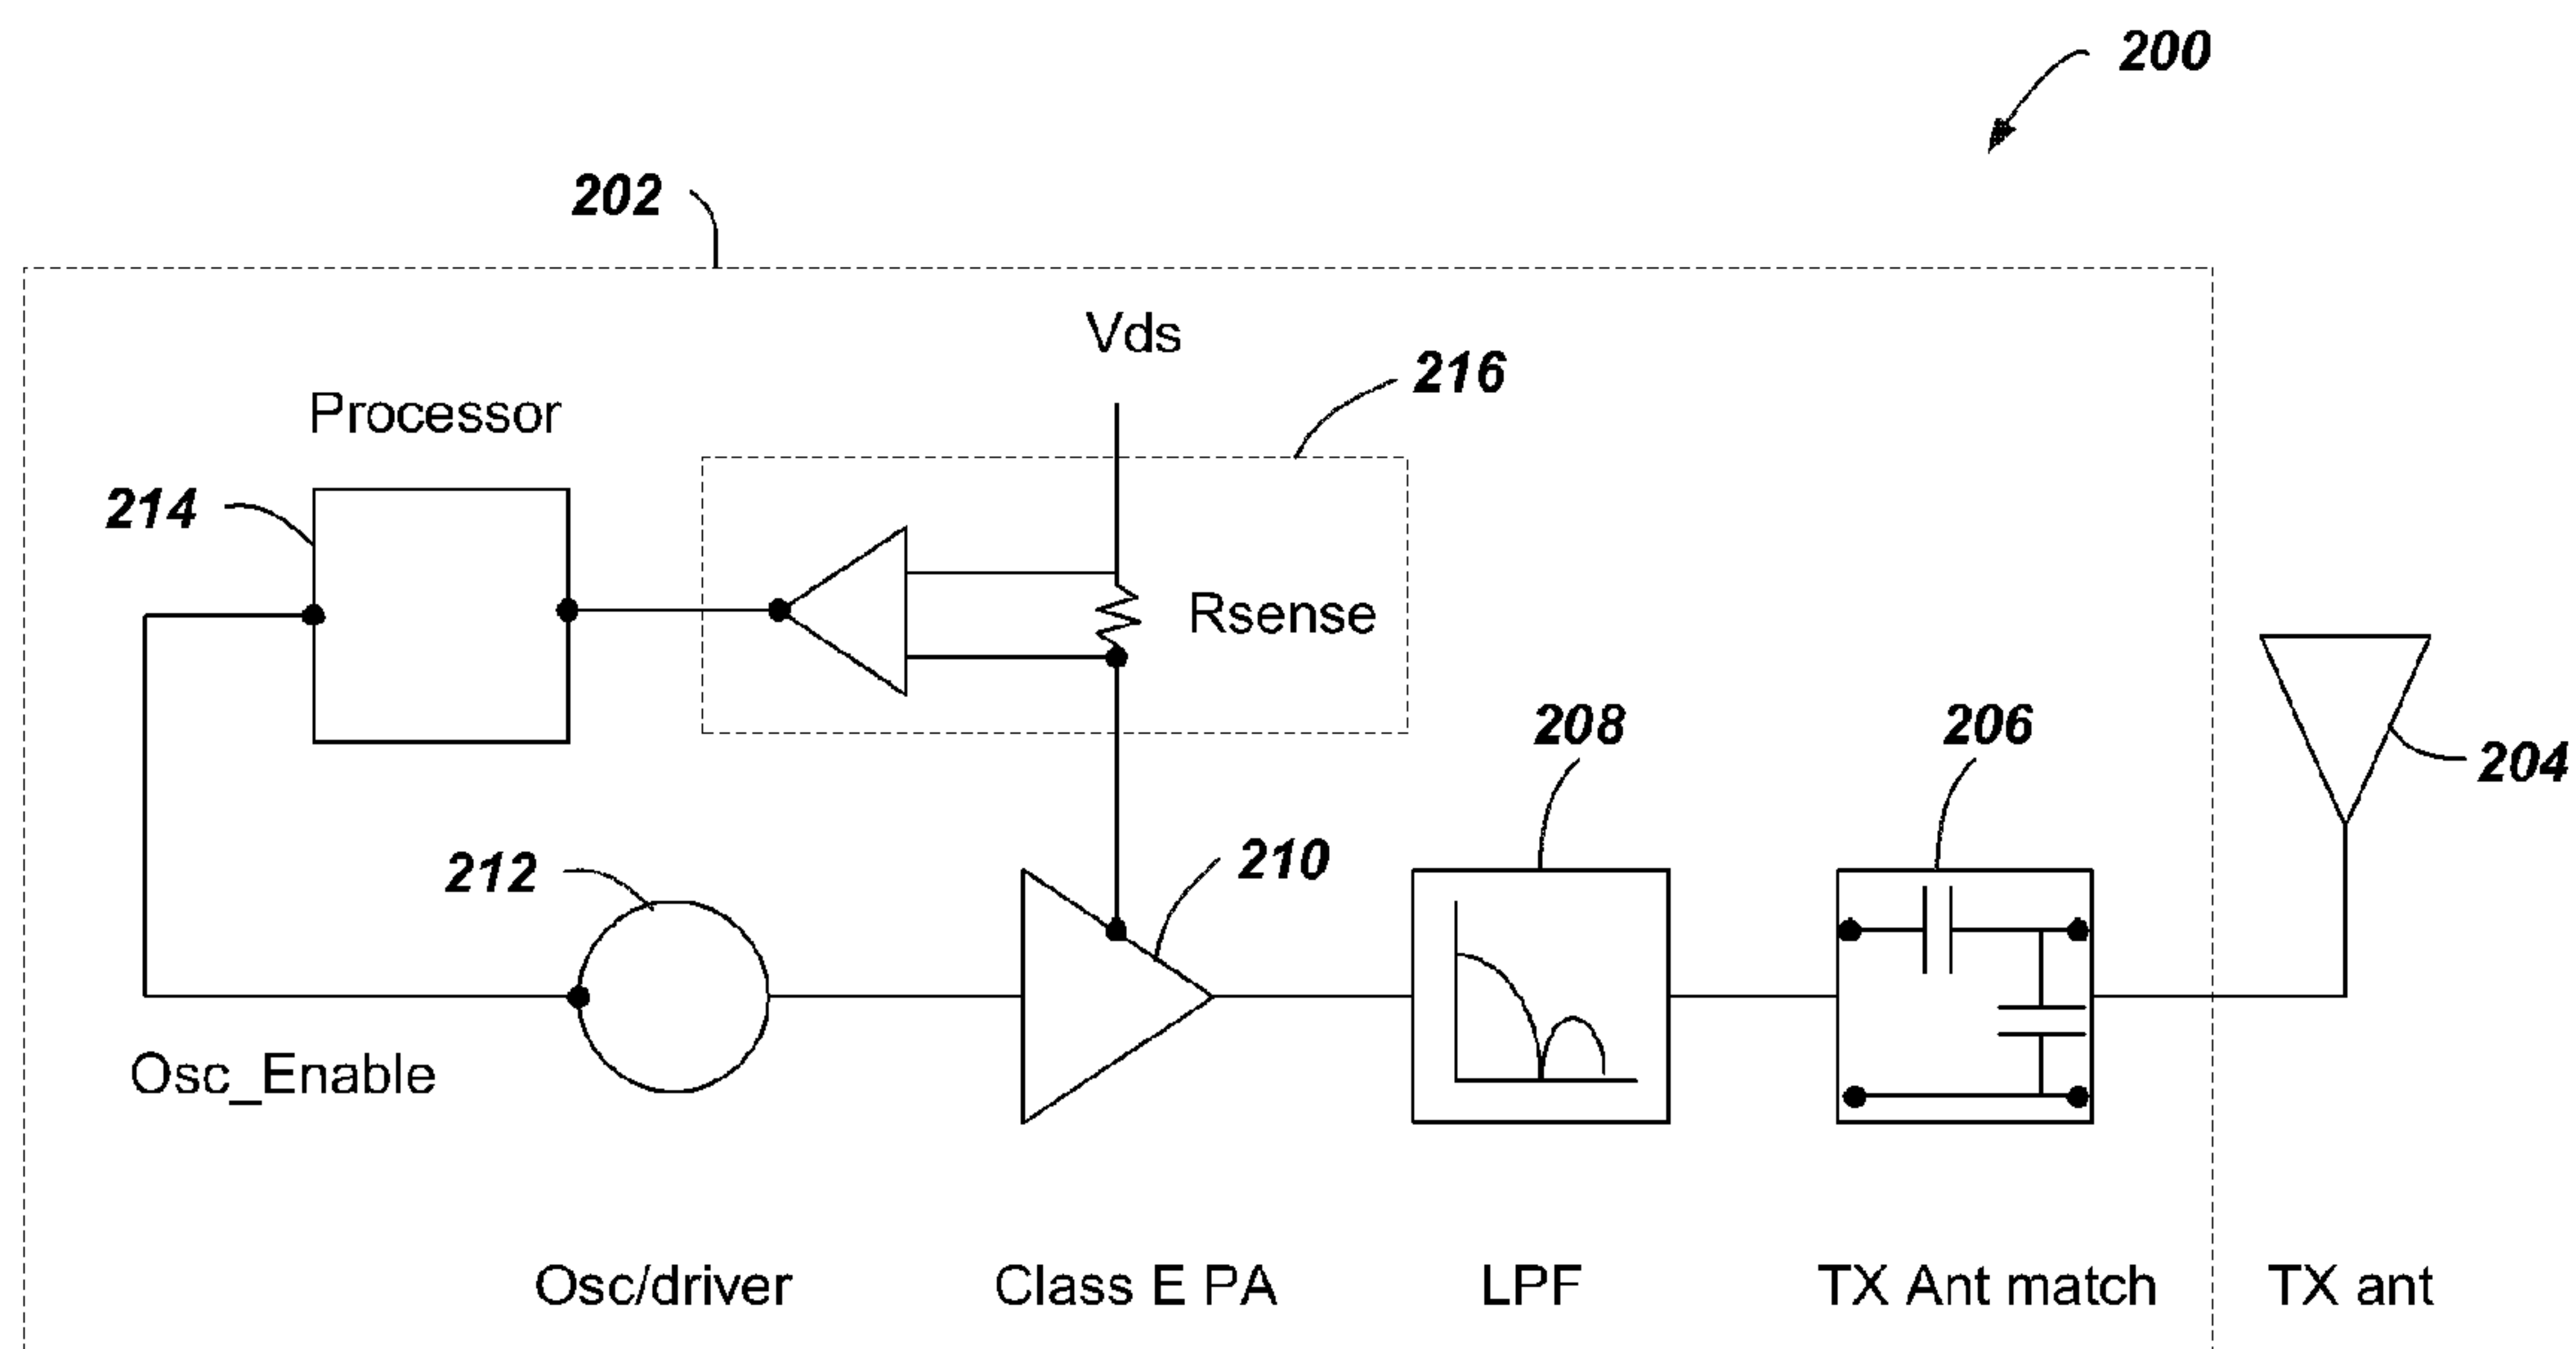 200
202
Vds
216
Processor
214
Rsense
208
206
204
212
210
Osc_Enable
Osc/driver
Class E PA
LPF
TX Ant match
TX ant